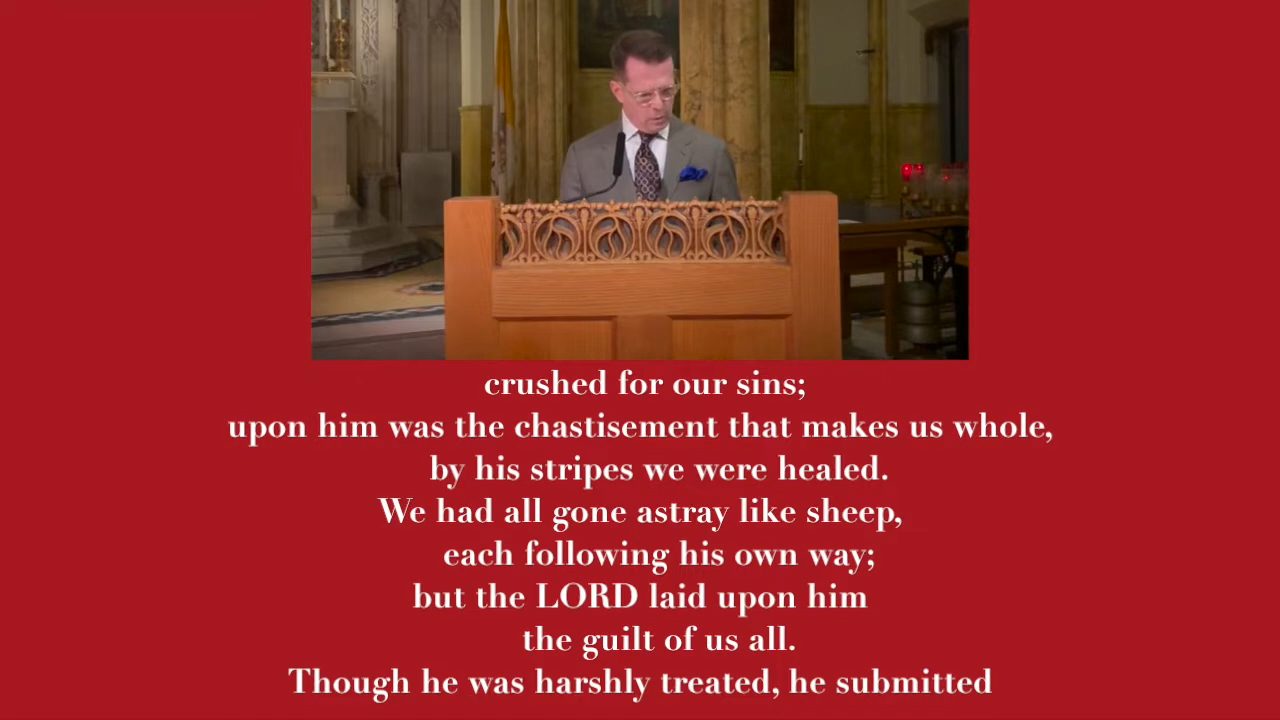 crushed for our sins;
upon him was the chastisement that makes us whole,
by his stripes we were healed.
We had all gone astray like sheep,
each following his own way;
but the LORD laid upon him
the guilt of us all.
Though he was harshly treated, he submitted